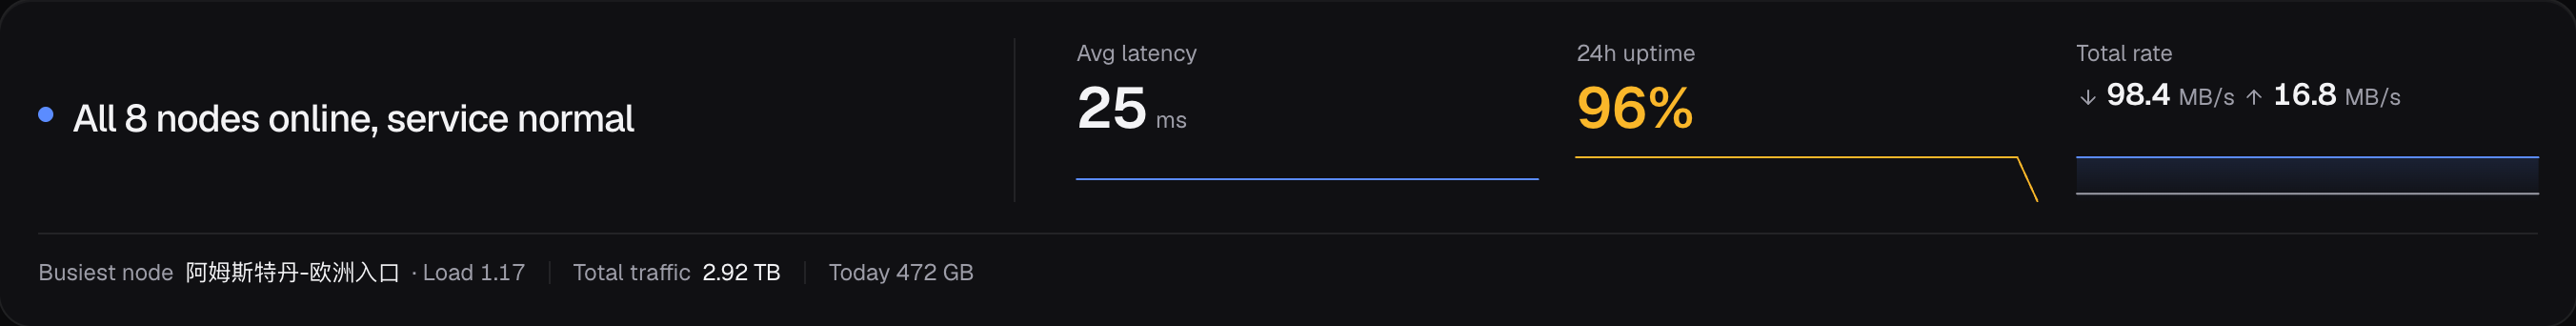 All 8 nodes online, service normal
Avg latency
25 ms
24h uptime
96%
Total rate
↓ 98.4 MB/s ↑ 16.8 MB/s
Busiest node 阿姆斯特丹-欧洲入口 · Load 1.17
Total traffic 2.92 TB
Today 472 GB